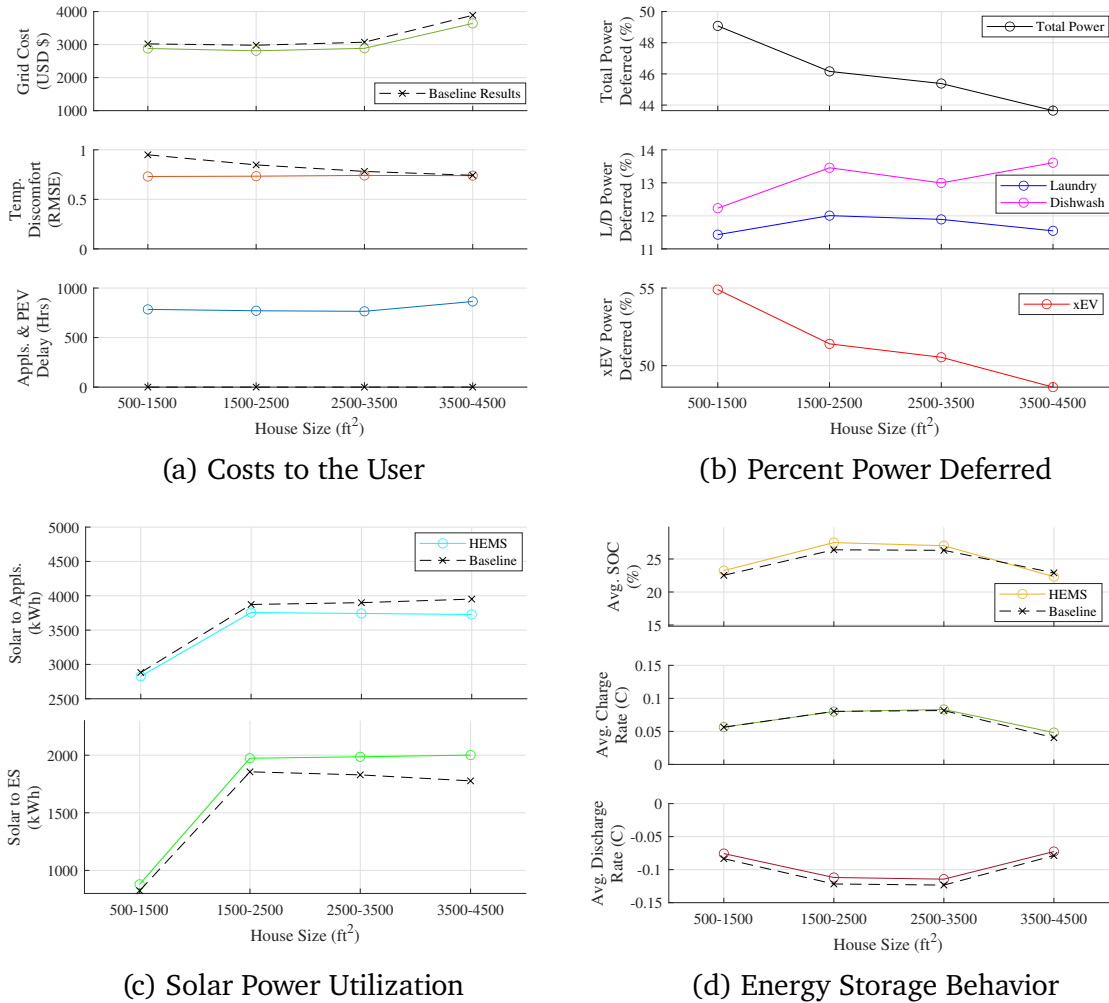 Grid Cost
(USD $)
4000
3000
2000
1000
Baseline Results
Temp.
Discomfort
(RMSE)
1
0.5
0
Appls. & PEV
Delay (Hrs)
1000
500
0
500-1500 1500-2500 2500-3500 3500-4500
House Size (ft²)
(a) Costs to the User
Total Power
Deferred (%)
50
48
46
44
Total Power
L/D Power
Deferred (%)
14
13
12
11
Laundry
Dishwash
xEV Power
Deferred (%)
55
50
xEV
500-1500 1500-2500 2500-3500 3500-4500
House Size (ft²)
(b) Percent Power Deferred
Solar to Appls.
(kWh)
5000
4500
4000
3500
3000
2500
HEMS
Baseline
Solar to ES
(kWh)
2000
1500
1000
500-1500 1500-2500 2500-3500 3500-4500
House Size (ft²)
(c) Solar Power Utilization
Avg. SOC
(%)
25
20
15
HEMS
Baseline
Avg. Charge
Rate (C)
0.15
0.1
0.05
0
Avg. Discharge
Rate (C)
0
-0.05
-0.1
-0.15
500-1500 1500-2500 2500-3500 3500-4500
House Size (ft²)
(d) Energy Storage Behavior